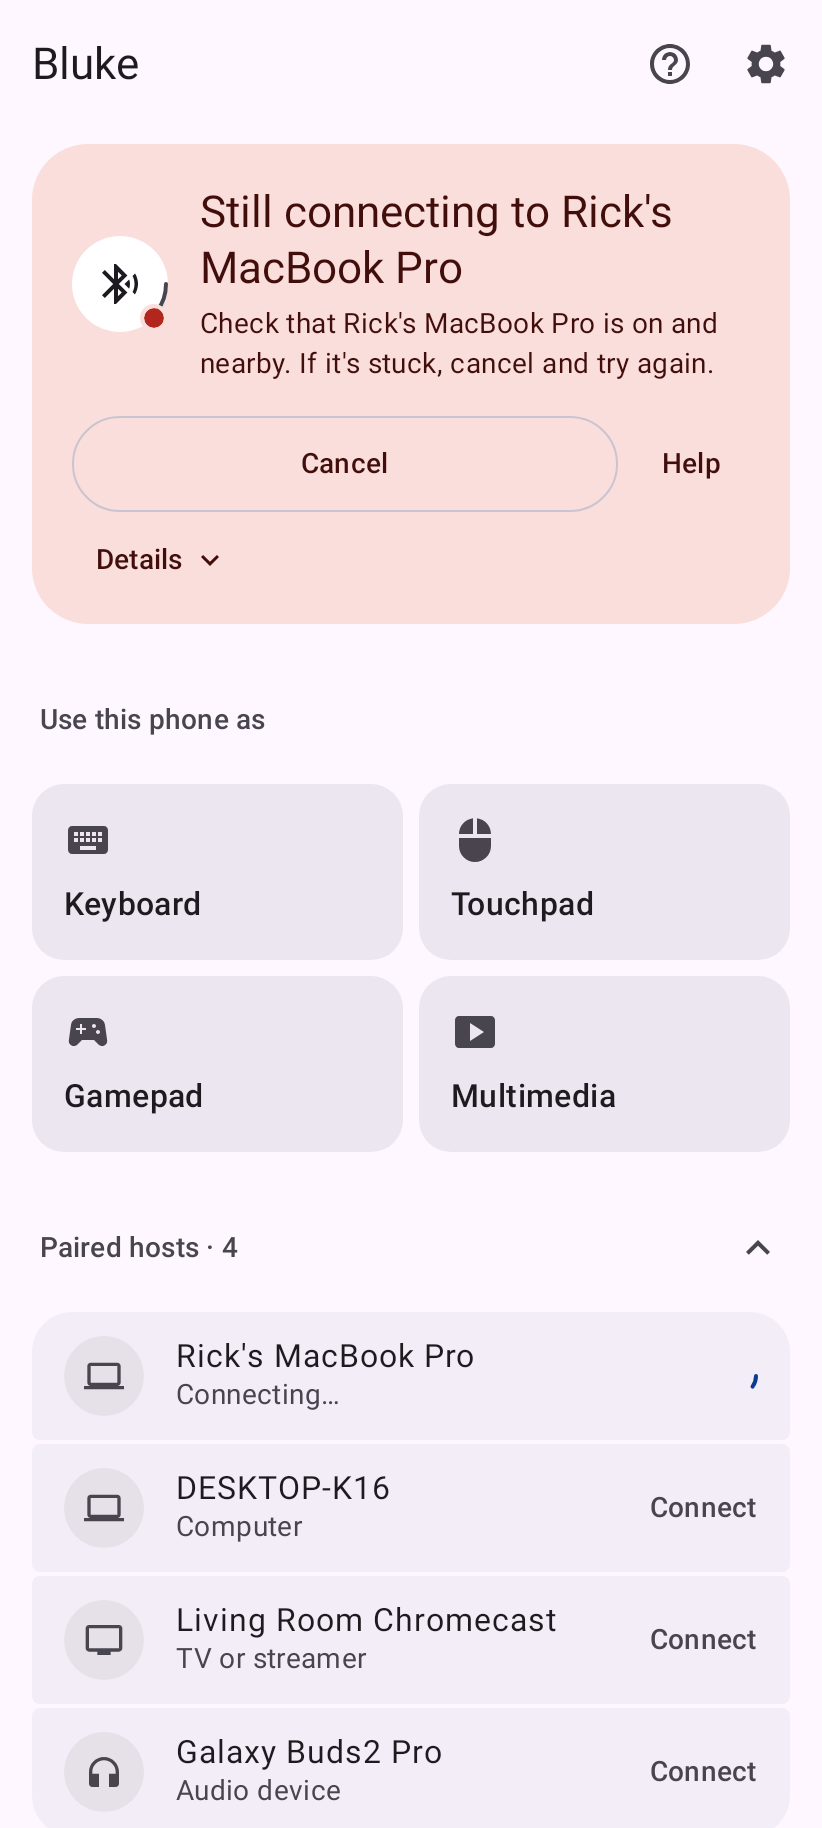 Bluke
Still connecting to Rick's
MacBook Pro
Check that Rick's MacBook Pro is on and
nearby. If it's stuck, cancel and try again.
Cancel
Help
Details
Use this phone as
Keyboard
Touchpad
Gamepad
Multimedia
Paired hosts · 4
Rick's MacBook Pro
Connecting…
DESKTOP-K16
Computer
Connect
Living Room Chromecast
TV or streamer
Connect
Galaxy Buds2 Pro
Audio device
Connect